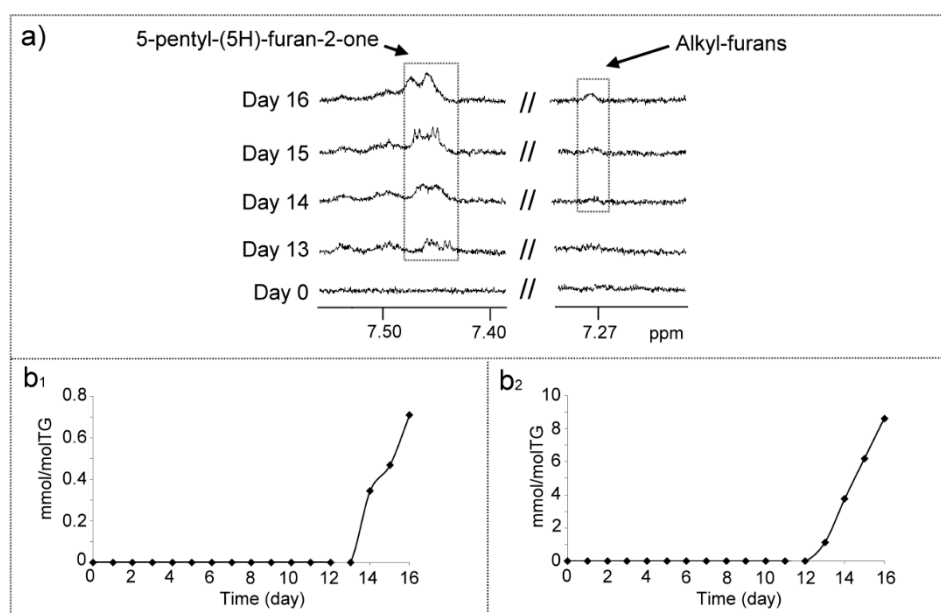 a)
5-pentyl-(5H)-furan-2-one
Alkyl-furans
Day 16
//
Day 15
//
Day 14
//
Day 13
//
Day 0
//
7.50
7.40
7.27
ppm
b1
0.8
0.6
0.4
0.2
0
mmol/molTG
0 2 4 6 8 10 12 14 16
Time (day)
b2
10
8
6
4
2
0
mmol/molTG
0 2 4 6 8 10 12 14 16
Time (day)